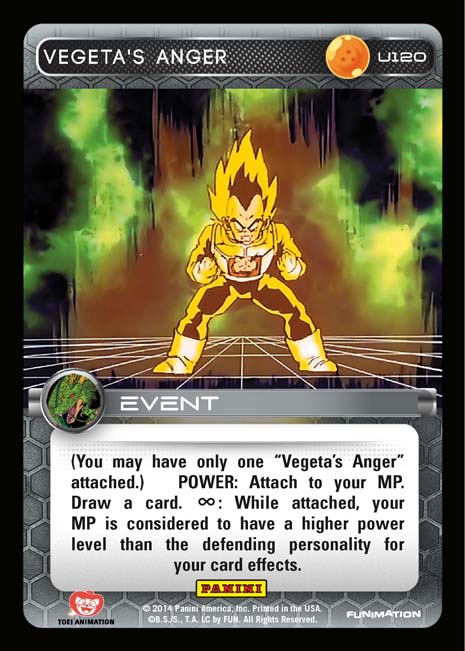 VEGETA'S ANGER
U120
EVENT
(You may have only one “Vegeta’s Anger”
attached.) POWER: Attach to your MP.
Draw a card. ∞: While attached, your
MP is considered to have a higher power
level than the defending personality for
your card effects.
PANINI
© 2014 Panini America, Inc. Printed in the USA.
©B.S./S., T.A. LC by FUN. All Rights Reserved.
TOEI ANIMATION
FUNIMATION